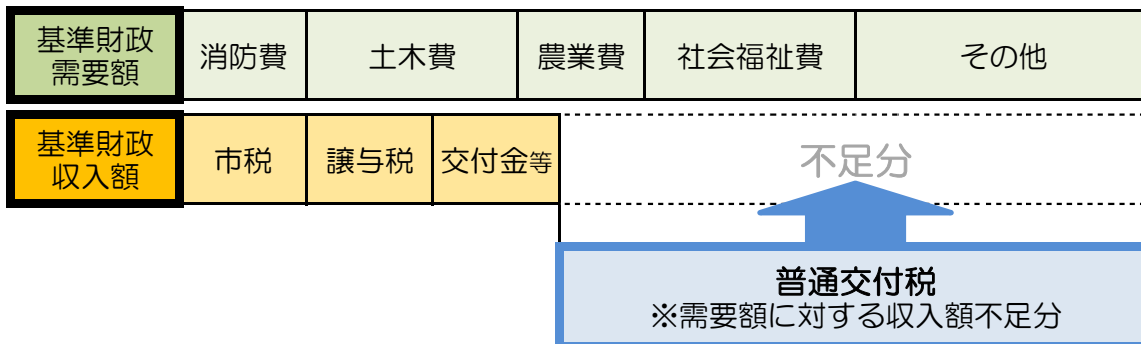 基準財政
需要額
消防費
土木費
農業費
社会福祉費
その他
基準財政
収入額
市税
譲与税
交付金等
不足分
普通交付税
※需要額に対する収入額不足分